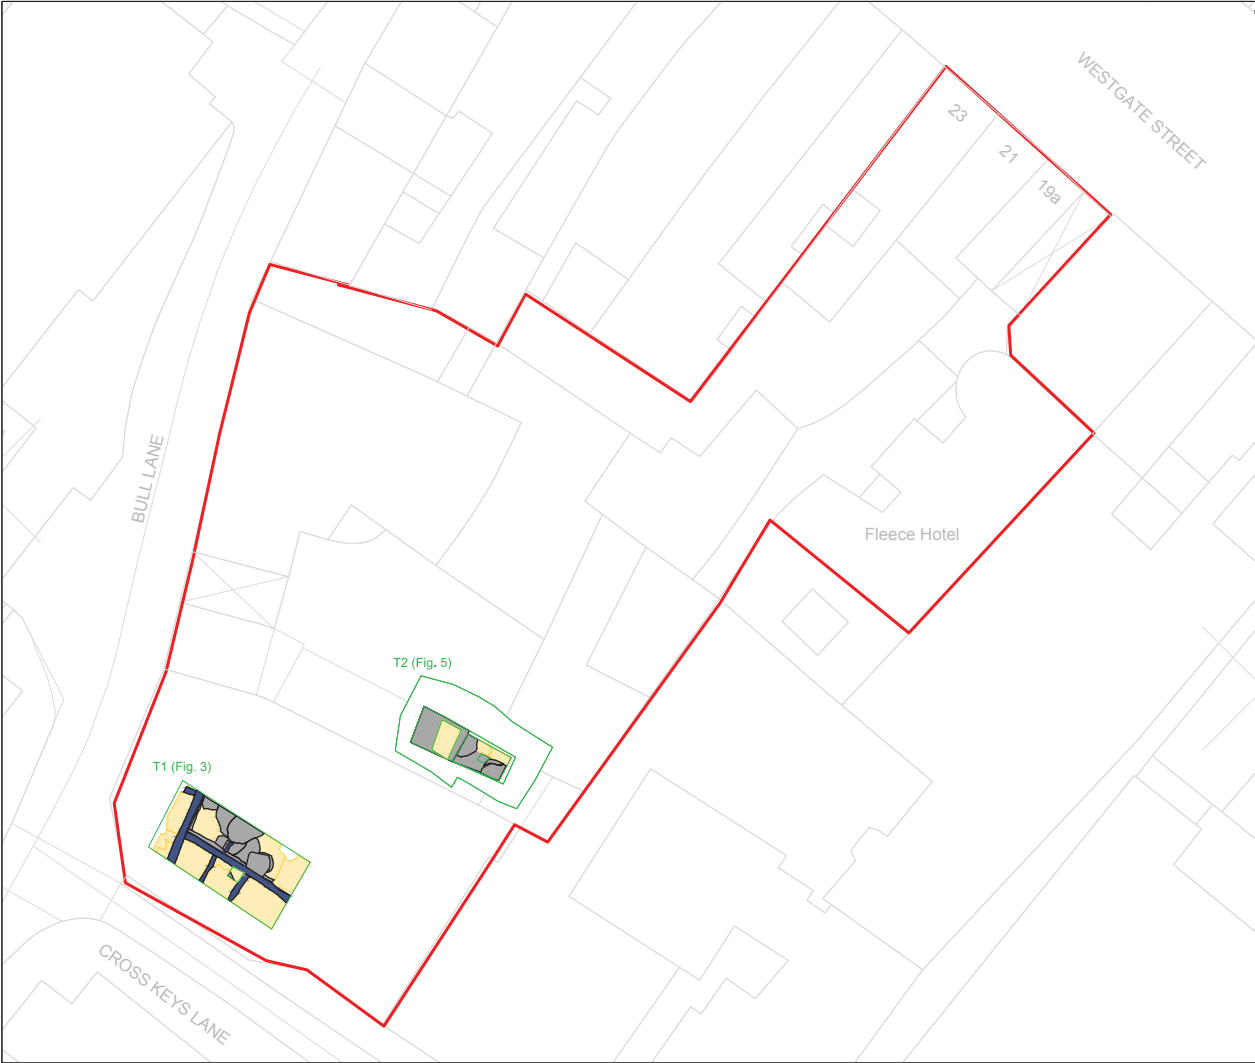 WESTGATE STREET
23
21
19a
BULL LANE
Fleece Hotel
T2 (Fig. 5)
T1 (Fig. 3)
CROSS KEYS LANE